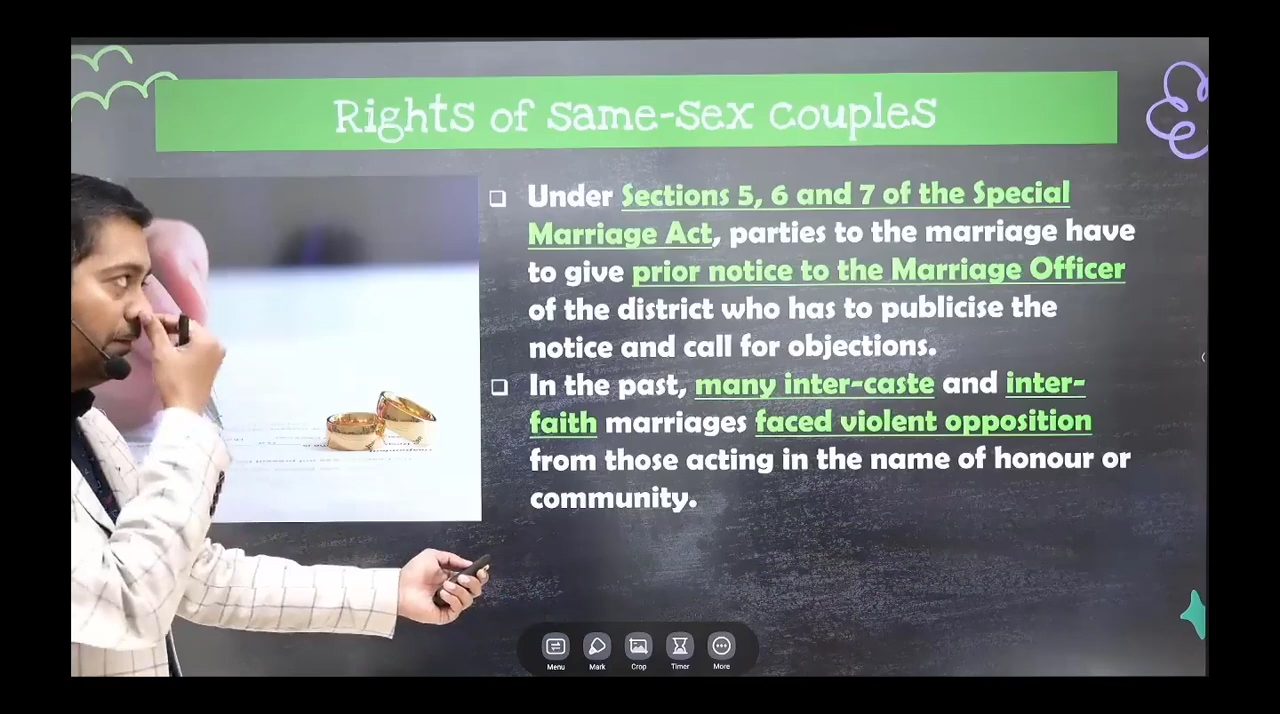 Rights of same-sex couples
❑ Under Sections 5, 6 and 7 of the Special
Marriage Act, parties to the marriage have
to give prior notice to the Marriage Officer
of the district who has to publicise the
notice and call for objections.
❑ In the past, many inter-caste and inter-
faith marriages faced violent opposition
from those acting in the name of honour or
community.
Menu Mark Crop Timer More